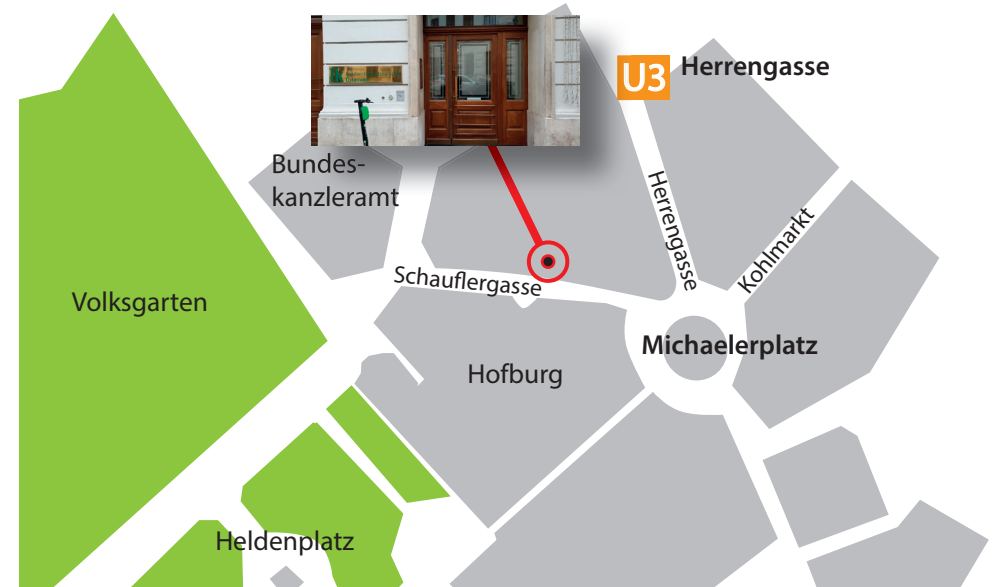 U3 Herrengasse
Bundes-
kanzleramt
Herrengasse
Kohlmarkt
Schauflergasse
Volksgarten
Michaelerplatz
Hofburg
Heldenplatz